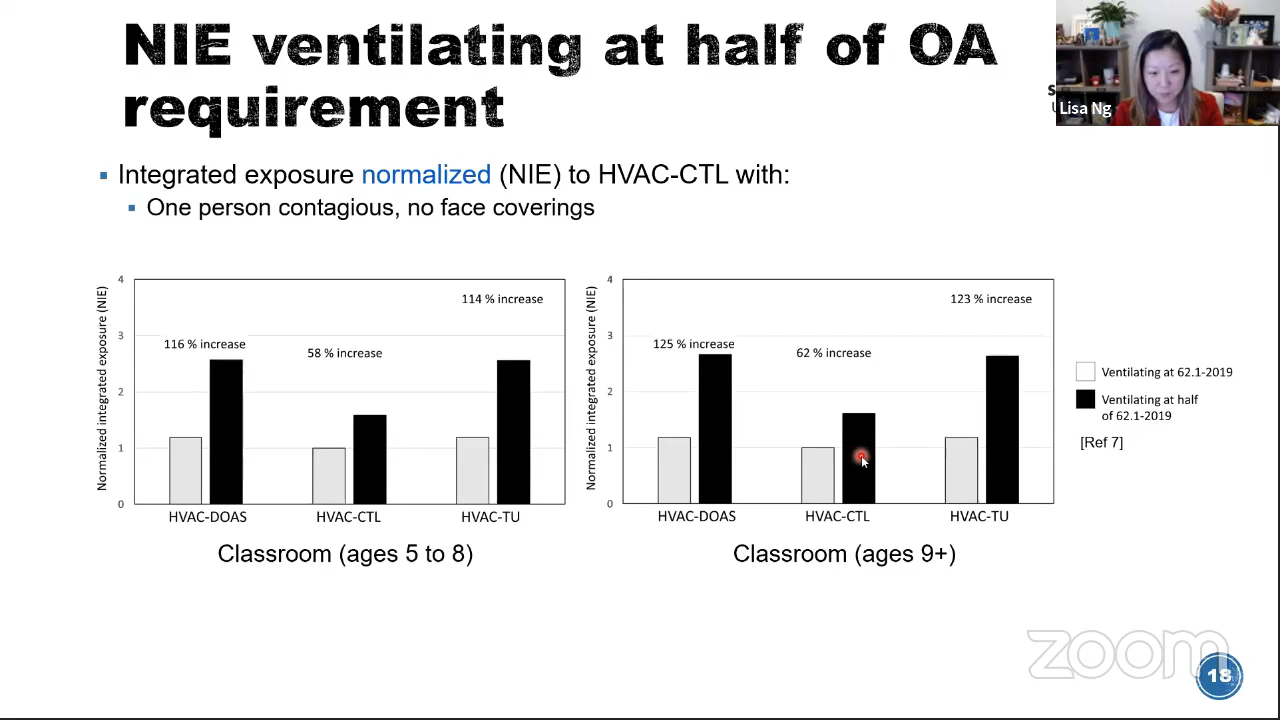 NIE ventilating at half of OA
requirement
Lisa Ng
Integrated exposure normalized (NIE) to HVAC-CTL with:
One person contagious, no face coverings
Normalized integrated exposure (NIE)
4
3
2
1
0
116 % increase
58 % increase
114 % increase
HVAC-DOAS
HVAC-CTL
HVAC-TU
Classroom (ages 5 to 8)
Normalized integrated exposure (NIE)
4
3
2
1
0
125 % increase
62 % increase
123 % increase
HVAC-DOAS
HVAC-CTL
HVAC-TU
Classroom (ages 9+)
Ventilating at 62.1-2019
Ventilating at half
of 62.1-2019
[Ref 7]
zoom
18